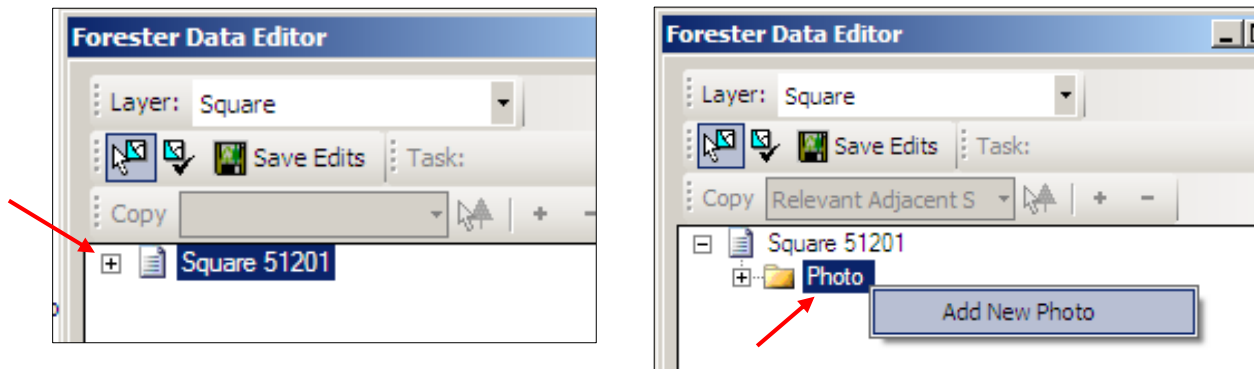 Forester Data Editor
Layer: Square
Save Edits Task:
Copy
Square 51201
Forester Data Editor
Layer: Square
Save Edits Task:
Copy Relevant Adjacent S
Square 51201
Photo
Add New Photo